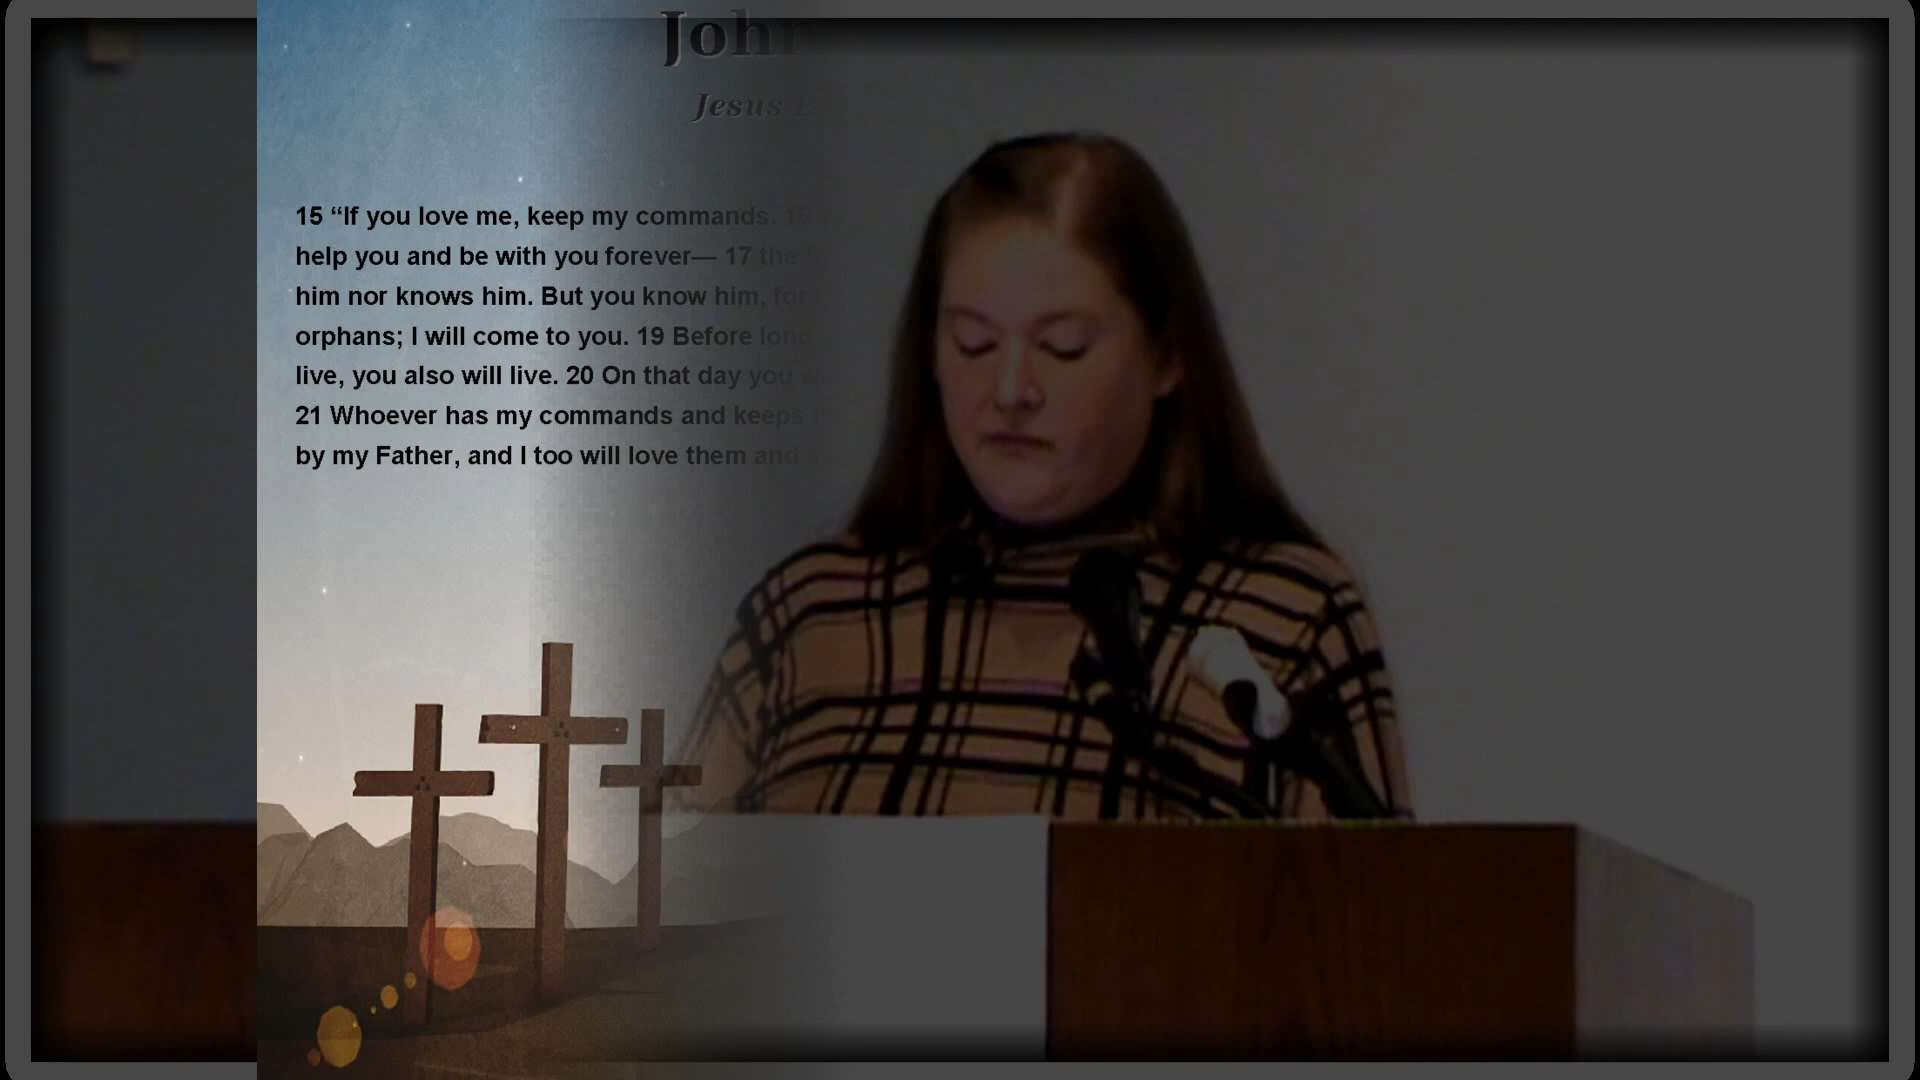 John
Jesus
15 “If you love me, keep my commands. 16
help you and be with you forever— 17 the
him nor knows him. But you know him, for
orphans; I will come to you. 19 Before long
live, you also will live. 20 On that day you
21 Whoever has my commands and keeps
by my Father, and I too will love them and